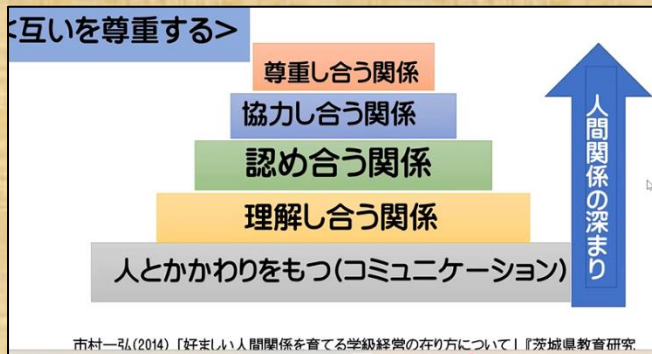 <互いを尊重する>
尊重し合う関係
協力し合う関係
認め合う関係
理解し合う関係
人とかかわりをもつ(コミュニケーション)
人間関係の深まり
市村一弘(2014)「好ましい人間関係を育てる学級経営の在り方について」『茨城県教育研究